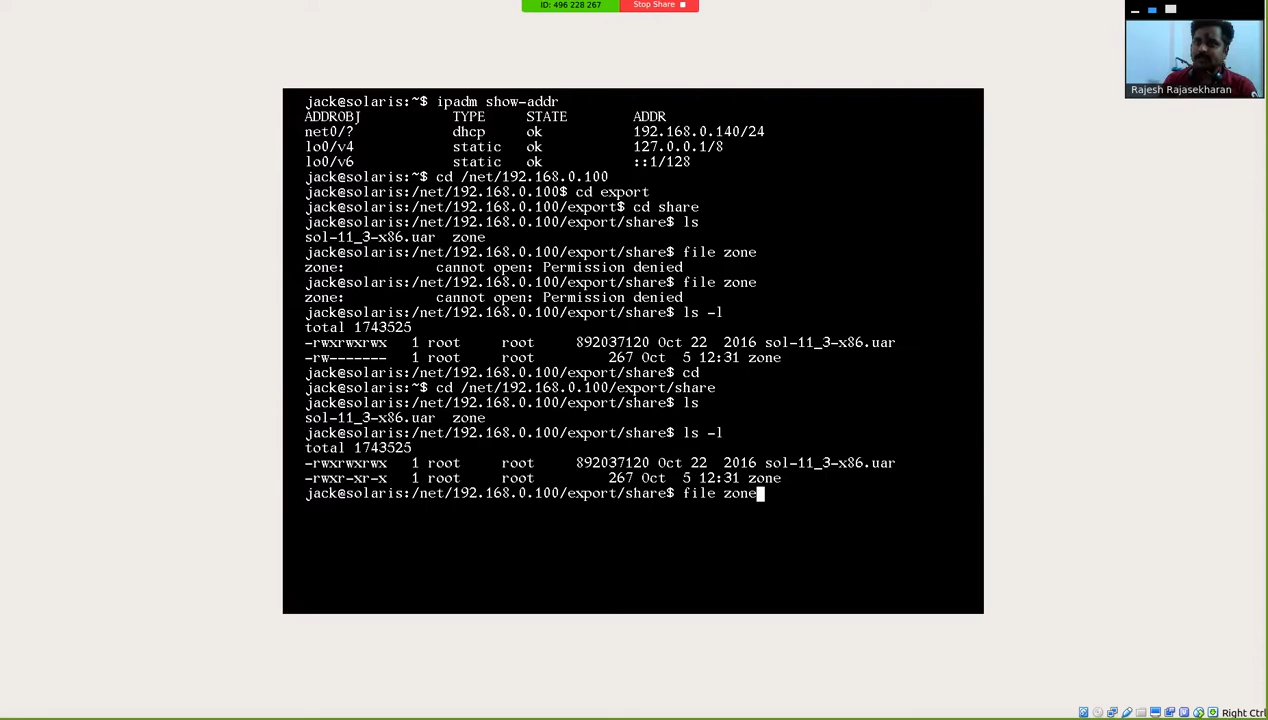 ID: 496 228 267
Stop Share
Rajesh Rajasekharan
jack@solaris:~$ ipadm show-addr
ADDROBJ TYPE STATE ADDR
net0/? dhcp ok 192.168.0.140/24
lo0/v4 static ok 127.0.0.1/8
lo0/v6 static ok ::1/128
jack@solaris:~$ cd /net/192.168.0.100
jack@solaris:/net/192.168.0.100$ cd export
jack@solaris:/net/192.168.0.100/export$ cd share
jack@solaris:/net/192.168.0.100/export/share$ ls
sol-11_3-x86.uar zone
jack@solaris:/net/192.168.0.100/export/share$ file zone
zone: cannot open: Permission denied
jack@solaris:/net/192.168.0.100/export/share$ file zone
zone: cannot open: Permission denied
jack@solaris:/net/192.168.0.100/export/share$ ls -l
total 1743525
-rwxrwxrwx 1 root root 892037120 Oct 22 2016 sol-11_3-x86.uar
-rw------- 1 root root 267 Oct 5 12:31 zone
jack@solaris:/net/192.168.0.100/export/share$ cd
jack@solaris:~$ cd /net/192.168.0.100/export/share
jack@solaris:/net/192.168.0.100/export/share$ ls
sol-11_3-x86.uar zone
jack@solaris:/net/192.168.0.100/export/share$ ls -l
total 1743525
-rwxrwxrwx 1 root root 892037120 Oct 22 2016 sol-11_3-x86.uar
-rwxr-xr-x 1 root root 267 Oct 5 12:31 zone
jack@solaris:/net/192.168.0.100/export/share$ file zone
Right Ctrl